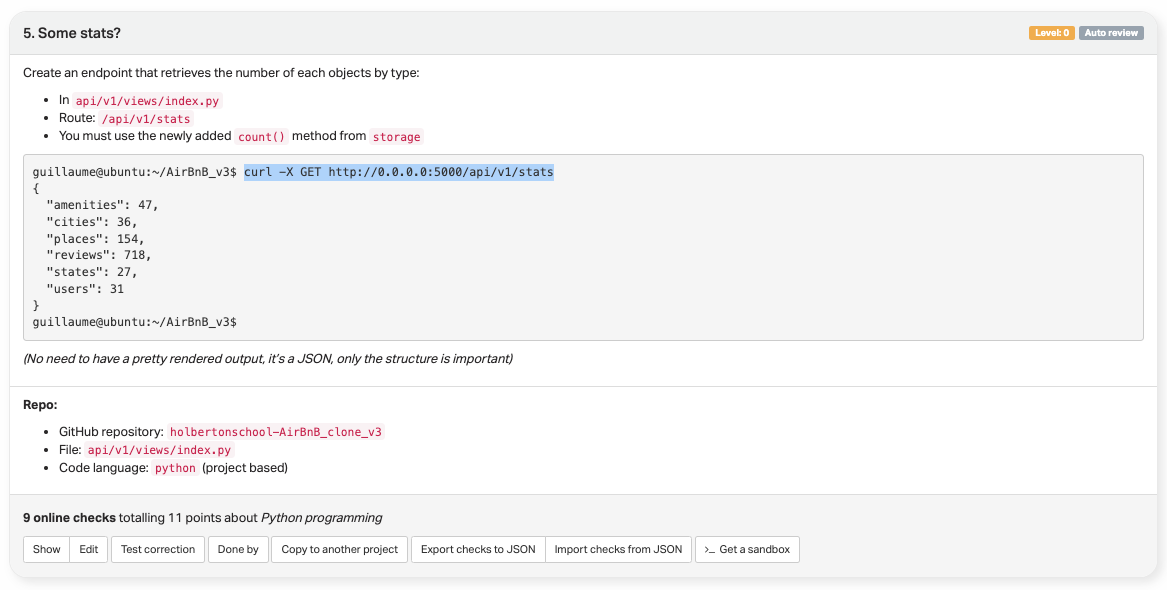 5. Some stats?
Level: 0 Auto review
Create an endpoint that retrieves the number of each objects by type:
• In api/v1/views/index.py
• Route: /api/v1/stats
• You must use the newly added count() method from storage
guillaume@ubuntu:~/AirBnB_v3$ curl -X GET http://0.0.0.0:5000/api/v1/stats
{
  "amenities": 47,
  "cities": 36,
  "places": 154,
  "reviews": 718,
  "states": 27,
  "users": 31
}
guillaume@ubuntu:~/AirBnB_v3$
(No need to have a pretty rendered output, it's a JSON, only the structure is important)
Repo:
• GitHub repository: holbertonschool-AirBnB_clone_v3
• File: api/v1/views/index.py
• Code language: python (project based)
9 online checks totalling 11 points about Python programming
Show Edit Test correction Done by Copy to another project Export checks to JSON Import checks from JSON >_ Get a sandbox